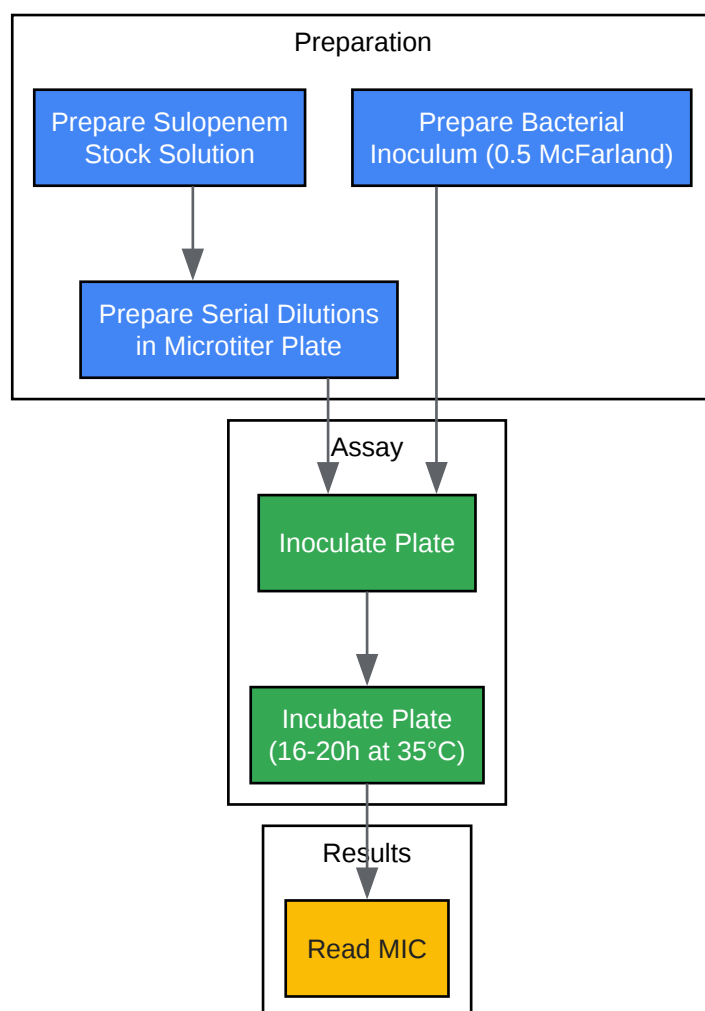 Preparation
Prepare Sulopenem
Stock Solution
Prepare Bacterial
Inoculum (0.5 McFarland)
Prepare Serial Dilutions
in Microtiter Plate
Assay
Inoculate Plate
Incubate Plate
(16-20h at 35°C)
Results
Read MIC